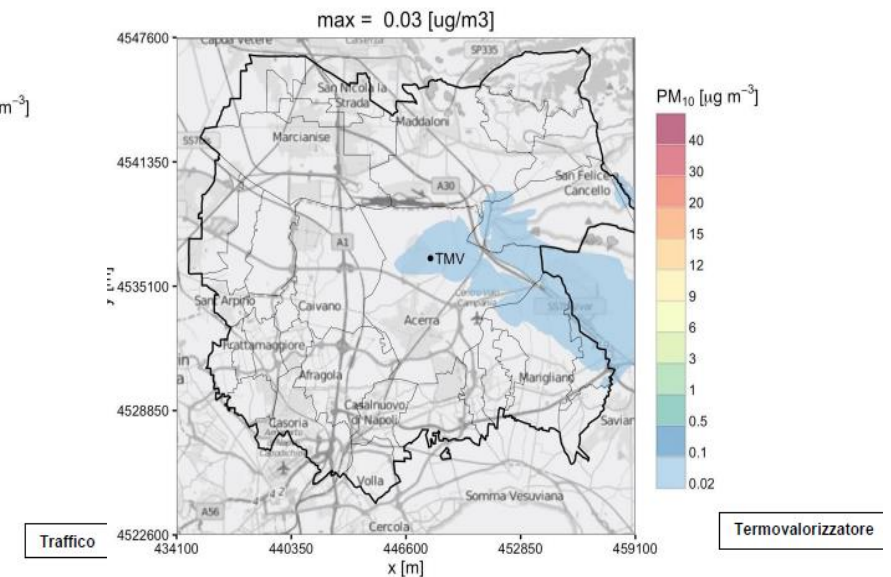 max = 0.03 [ug/m3]
m⁻³]
4547600
4541350
4535100
4528850
4522600
434100
440350
446600
452850
459100
x [m]
y [m]
SP335
San Nicola la
Strada
Maddaloni
Marcianise
A30
San Felice
Cancello
A1
TMV
Sant Arpino
Caivano
Acerra
Frattamaggiore
Afragola
Marigliano
Casalnuovo
di Napoli
Casoria
Savian
Volla
Somma Vesuviana
A56
Cercola
PM₁₀ [μg m⁻³]
40
30
20
15
12
9
6
3
1
0.5
0.1
0.02
Traffico
Termovalorizzatore